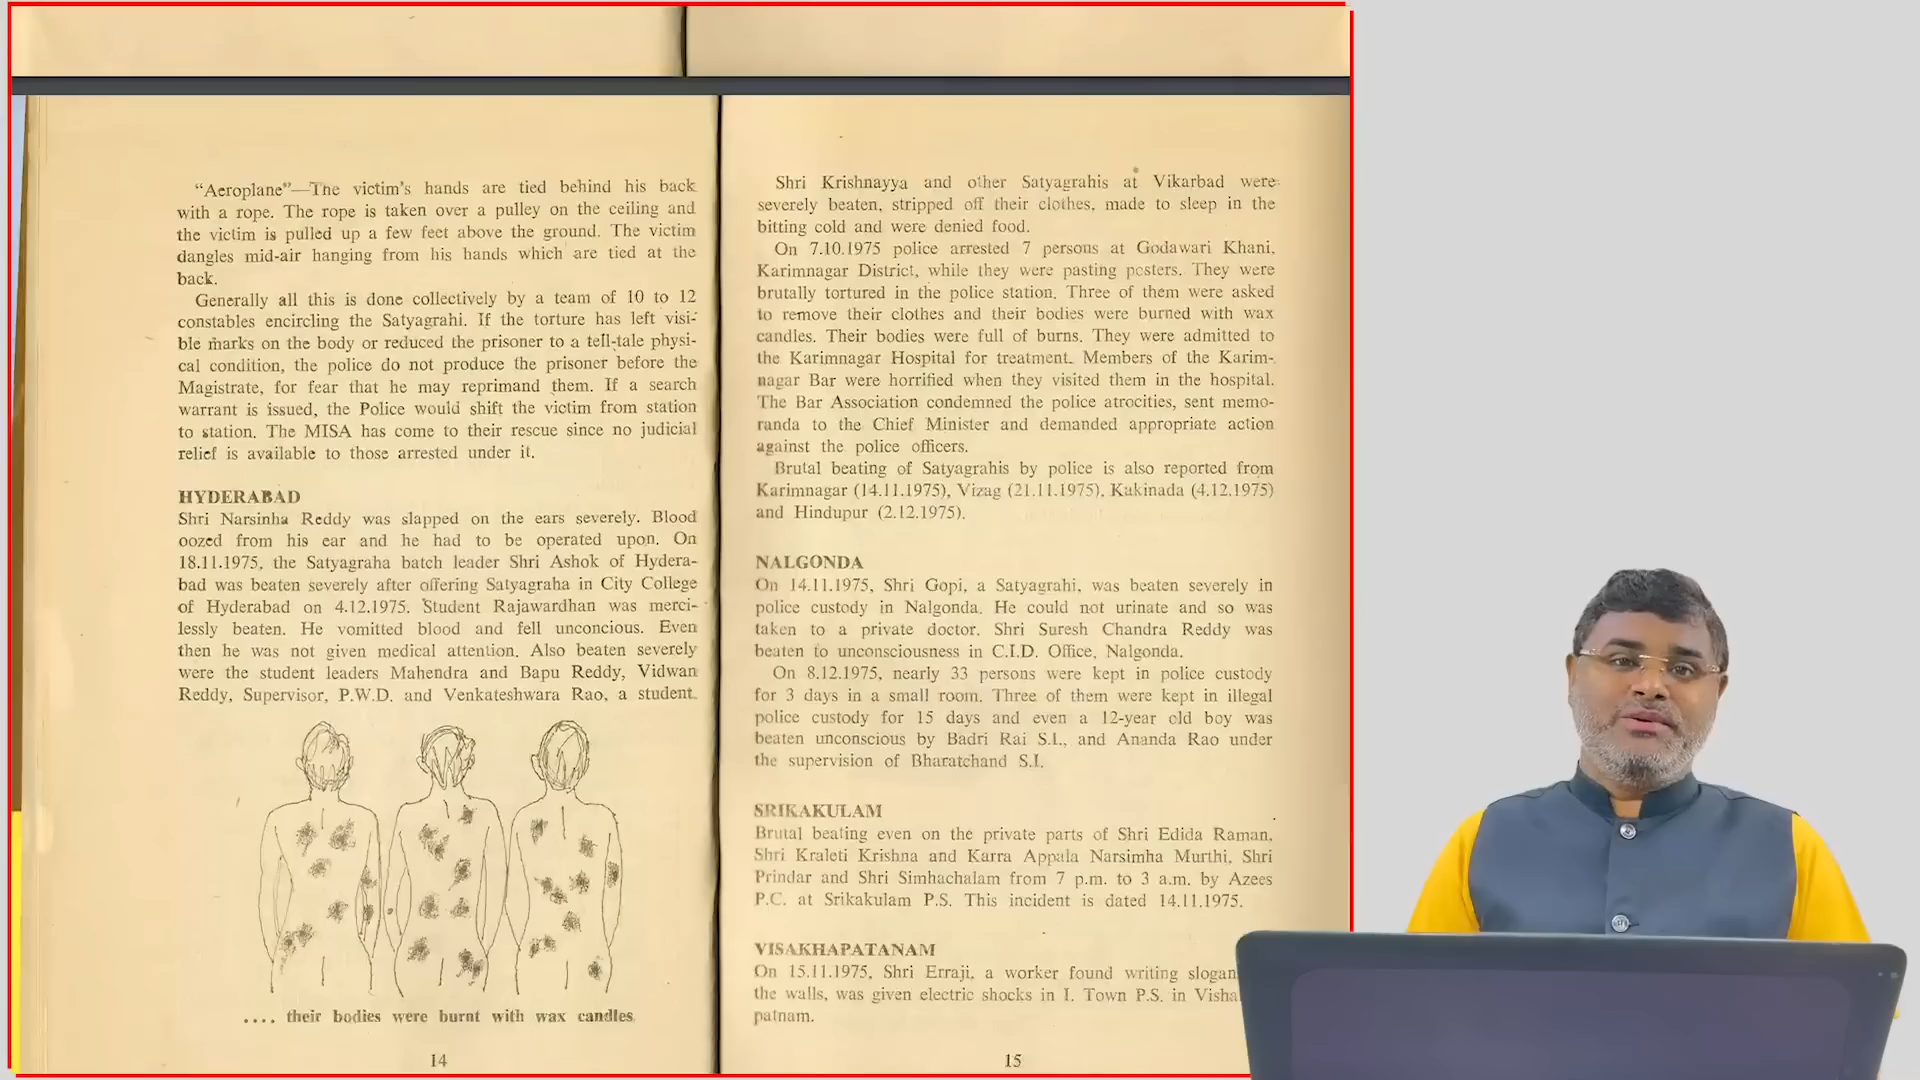 “Aeroplane”—The victim's hands are tied behind his back
with a rope. The rope is taken over a pulley on the ceiling and
the victim is pulled up a few feet above the ground. The victim
dangles mid-air hanging from his hands which are tied at the
back.
Generally all this is done collectively by a team of 10 to 12
constables encircling the Satyagrahi. If the torture has left visi-
ble marks on the body or reduced the prisoner to a tell-tale physi-
cal condition, the police do not produce the prisoner before the
Magistrate, for fear that he may reprimand them. If a search
warrant is issued, the Police would shift the victim from station
to station. The MISA has come to their rescue since no judicial
relief is available to those arrested under it.
HYDERABAD
Shri Narsinha Reddy was slapped on the ears severely. Blood
oozed from his ear and he had to be operated upon. On
18.11.1975, the Satyagraha batch leader Shri Ashok of Hydera-
bad was beaten severely after offering Satyagraha in City College
of Hyderabad on 4.12.1975. Student Rajawardhan was merci-
lessly beaten. He vomitted blood and fell unconcious. Even
then he was not given medical attention. Also beaten severely
were the student leaders Mahendra and Bapu Reddy, Vidwan
Reddy, Supervisor, P.W.D. and Venkateshwara Rao, a student.
.... their bodies were burnt with wax candles
14
Shri Krishnayya and other Satyagrahis at Vikarbad were
severely beaten, stripped off their clothes, made to sleep in the
bitting cold and were denied food.
On 7.10.1975 police arrested 7 persons at Godawari Khani,
Karimnagar District, while they were pasting posters. They were
brutally tortured in the police station. Three of them were asked
to remove their clothes and their bodies were burned with wax
candles. Their bodies were full of burns. They were admitted to
the Karimnagar Hospital for treatment. Members of the Karim-
nagar Bar were horrified when they visited them in the hospital.
The Bar Association condemned the police atrocities, sent memo-
randa to the Chief Minister and demanded appropriate action
against the police officers.
Brutal beating of Satyagrahis by police is also reported from
Karimnagar (14.11.1975), Vizag (21.11.1975), Kakinada (4.12.1975)
and Hindupur (2.12.1975).
NALGONDA
On 14.11.1975, Shri Gopi, a Satyagrahi, was beaten severely in
police custody in Nalgonda. He could not urinate and so was
taken to a private doctor. Shri Suresh Chandra Reddy was
beaten to unconsciousness in C.I.D. Office, Nalgonda.
On 8.12.1975, nearly 33 persons were kept in police custody
for 3 days in a small room. Three of them were kept in illegal
police custody for 15 days and even a 12-year old boy was
beaten unconscious by Badri Rai S.I., and Ananda Rao under
the supervision of Bharatchand S.I.
SRIKAKULAM
Brutal beating even on the private parts of Shri Edida Raman,
Shri Kraleti Krishna and Karra Appala Narsimha Murthi, Shri
Prindar and Shri Simhachalam from 7 p.m. to 3 a.m. by Azees
P.C. at Srikakulam P.S. This incident is dated 14.11.1975.
VISAKHAPATANAM
On 15.11.1975, Shri Erraji, a worker found writing slogan
the walls, was given electric shocks in I. Town P.S. in Visha
patnam.
15